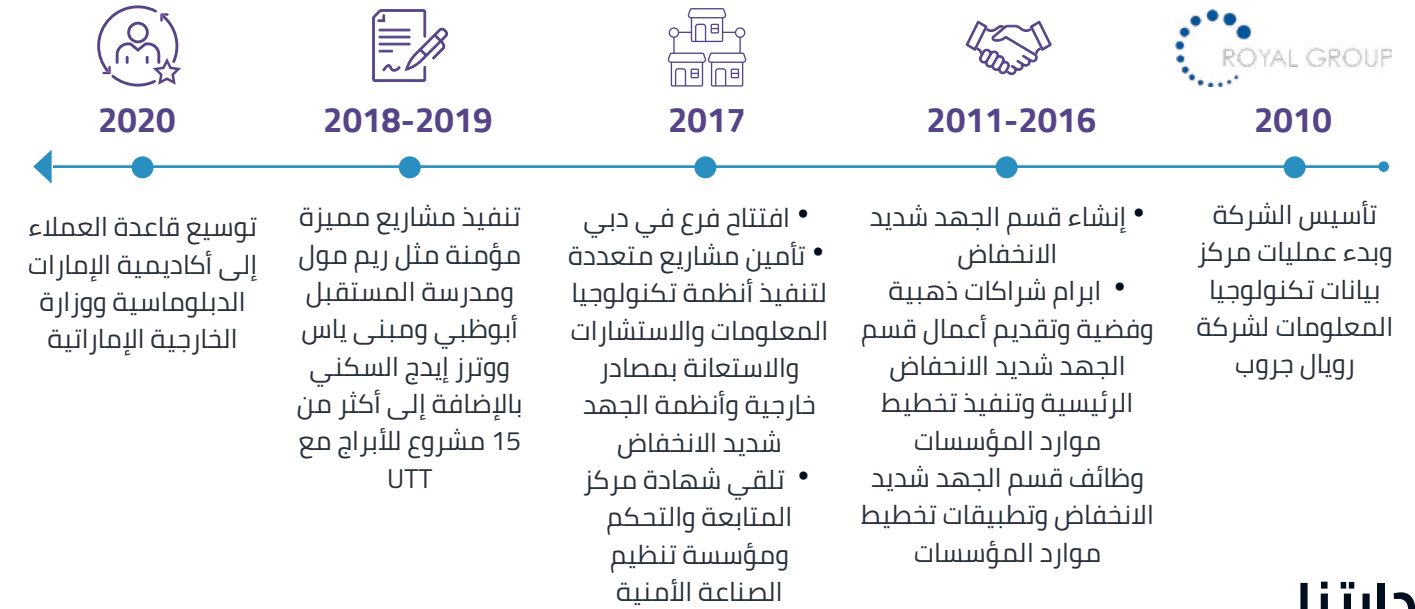 ROYAL GROUP
2010
تأسيس الشركة
وبدء عمليات مركز
بيانات تكنولوجيا
المعلومات لشركة
رويال جروب
2011-2016
• إنشاء قسم الجهد شديد
الانخفاض
• ابرام شراكات ذهبية
وفضية وتقديم أعمال قسم
الجهد شديد الانحفاض
الرئيسية وتنفيذ تخطيط
موارد المؤسسات
وظائف قسم الجهد شديد
الانخفاض وتطبيقات تخطيط
موارد المؤسسات
2017
• افتتاح فرع في دبي
• تأمين مشاريع متعددة
لتنفيذ أنظمة تكنولوجيا
المعلومات والاستشارات
والاستعانة بمصادر
خارجية وأنظمة الجهد
شديد الانخفاض
• تلقي شهادة مركز
المتابعة والتحكم
ومؤسسة تنظيم
الصناعة الأمنية
2018-2019
تنفيذ مشاريع مميزة
مؤمنة مثل ريم مول
ومدرسة المستقبل
أبوظبي ومبنى ياس
ووترز إيدج السكني
بالإضافة إلى أكثر من
15 مشروع للأبراج مع
UTT
2020
توسيع قاعدة العملاء
إلى أكاديمية الإمارات
الدبلوماسية ووزارة
الخارجية الإماراتية